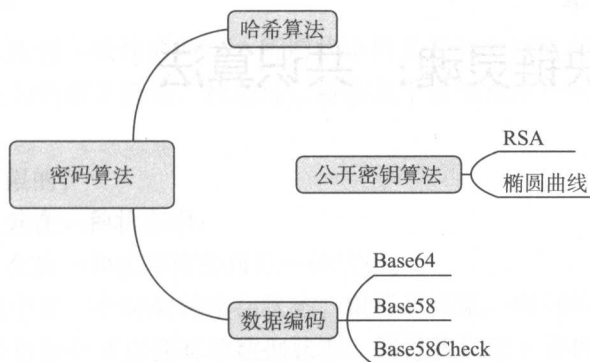 哈希算法
密码算法
公开密钥算法
RSA
椭圆曲线
数据编码
Base64
Base58
Base58Check